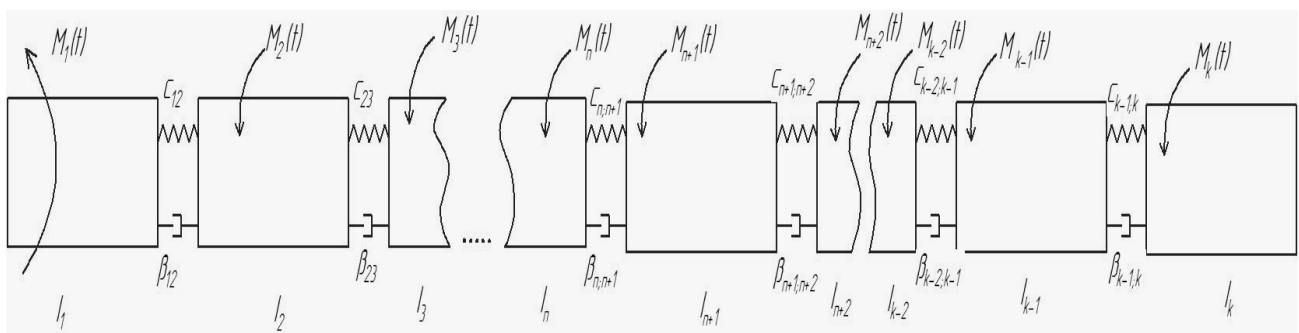 M₁(t) M₂(t) M₃(t) Mₙ(t) Mₙ₊₁(t) Mₙ₊₂(t) Mₖ₋₂(t) Mₖ₋₁(t) Mₖ(t)
C₁₂ C₂₃ Cₙ;ₙ₊₁ Cₙ₊₁;ₙ₊₂ Cₖ₋₂;ₖ₋₁ Cₖ₋₁;ₖ
.....
β₁₂ β₂₃ βₙ;ₙ₊₁ βₙ₊₁;ₙ₊₂ βₖ₋₂;ₖ₋₁ βₖ₋₁;ₖ
I₁ I₂ I₃ Iₙ Iₙ₊₁ Iₙ₊₂ Iₖ₋₂ Iₖ₋₁ Iₖ